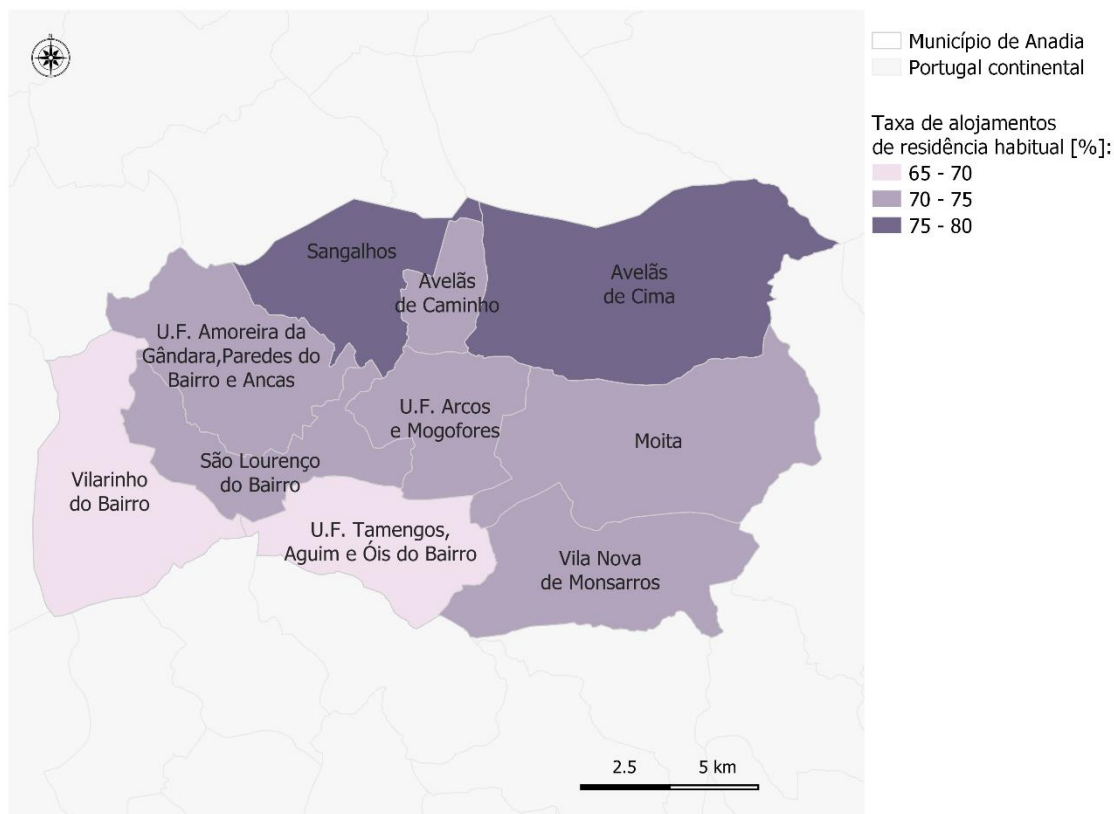 Município de Anadia
Portugal continental
Taxa de alojamentos
de residência habitual [%]:
65 - 70
70 - 75
75 - 80
Sangalhos
Avelãs
de Caminho
Avelãs
de Cima
U.F. Amoreira da
Gândara,Paredes do
Bairro e Ancas
U.F. Arcos
e Mogofores
Moita
São Lourenço
do Bairro
Vilarinho
do Bairro
U.F. Tamengos,
Aguim e Óis do Bairro
Vila Nova
de Monsarros
2.5 5 km